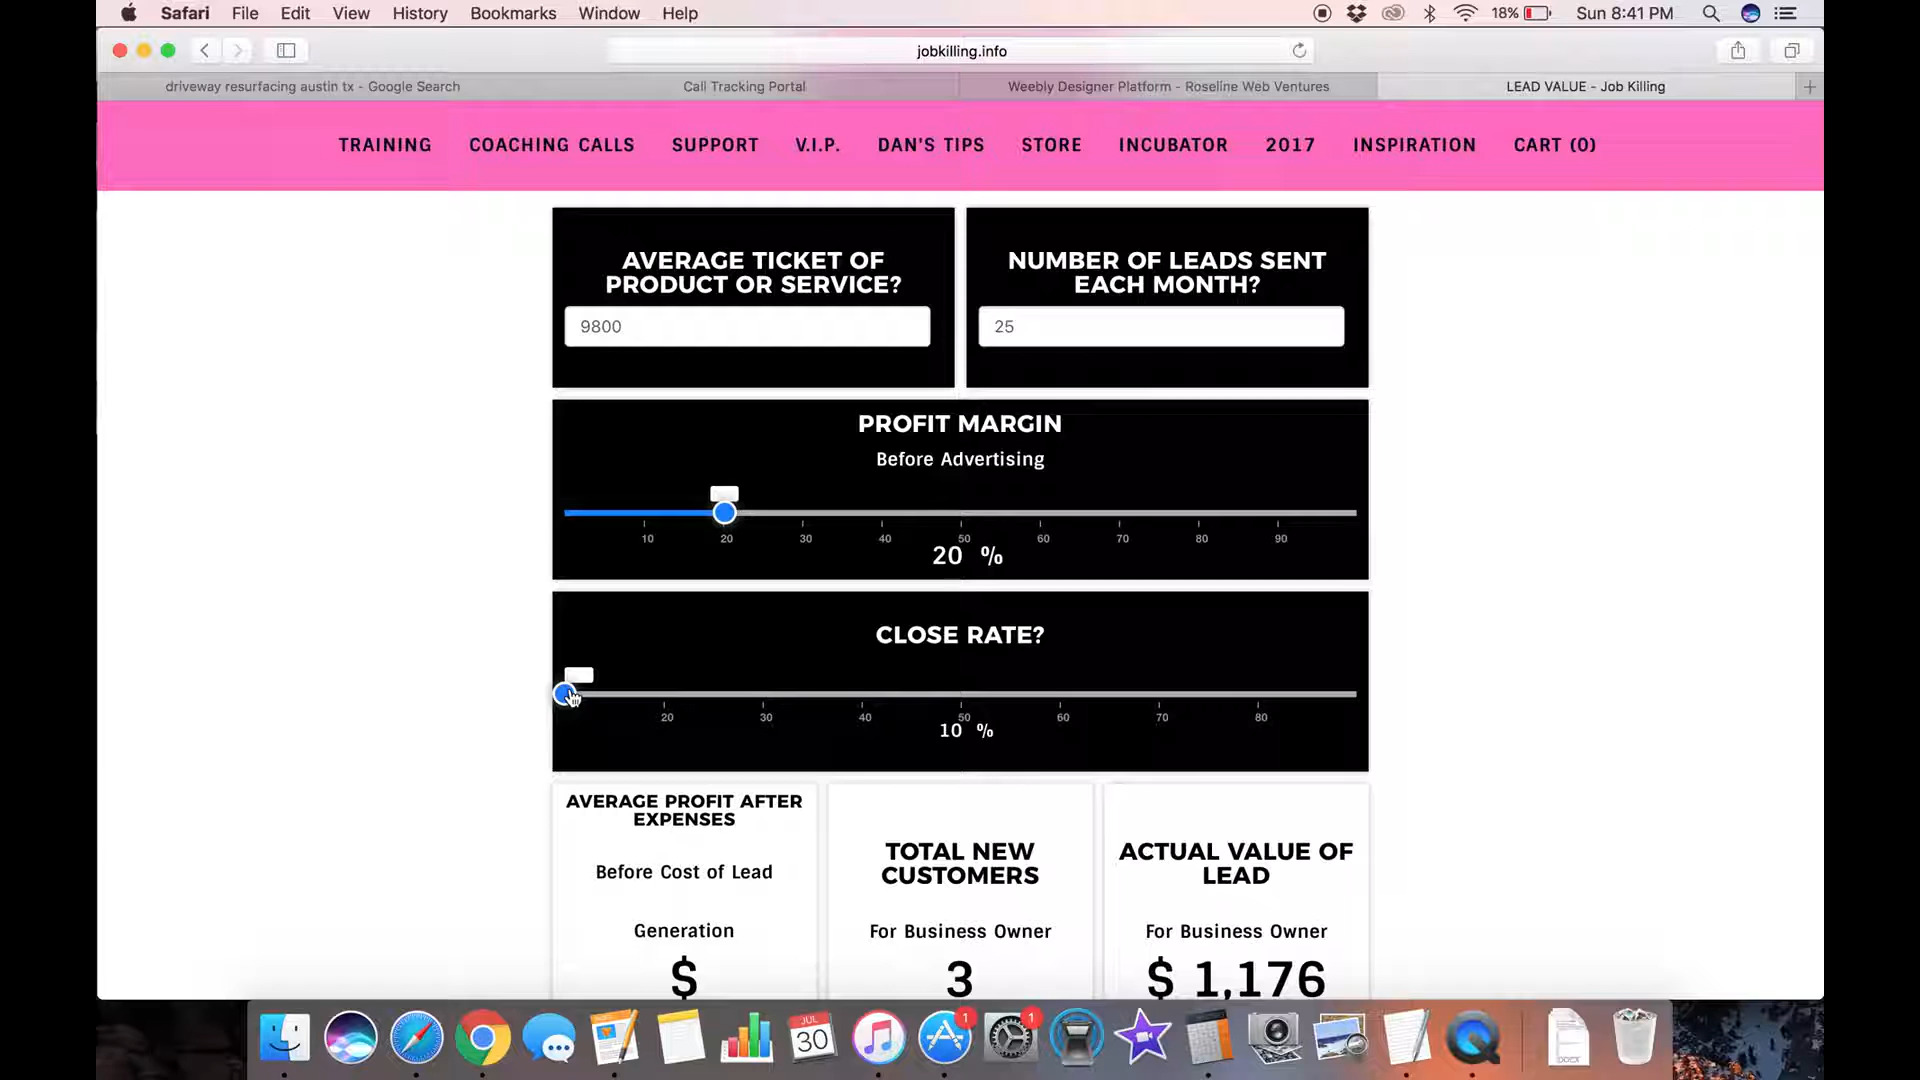 Safari File Edit View History Bookmarks Window Help 18% Sun 8:41 PM
jobkilling.info
driveway resurfacing austin tx - Google Search Call Tracking Portal Weebly Designer Platform - Roseline Web Ventures LEAD VALUE - Job Killing
TRAINING COACHING CALLS SUPPORT V.I.P. DAN'S TIPS STORE INCUBATOR 2017 INSPIRATION CART (0)
AVERAGE TICKET OF
PRODUCT OR SERVICE?
9800
NUMBER OF LEADS SENT
EACH MONTH?
25
PROFIT MARGIN
Before Advertising
10 20 30 40 50 60 70 80 90
20 %
CLOSE RATE?
20 30 40 50 60 70 80
10 %
AVERAGE PROFIT AFTER
EXPENSES
Before Cost of Lead
Generation
$
TOTAL NEW
CUSTOMERS
For Business Owner
3
ACTUAL VALUE OF
LEAD
For Business Owner
$ 1,176
JUL
30
1
1
DOCX